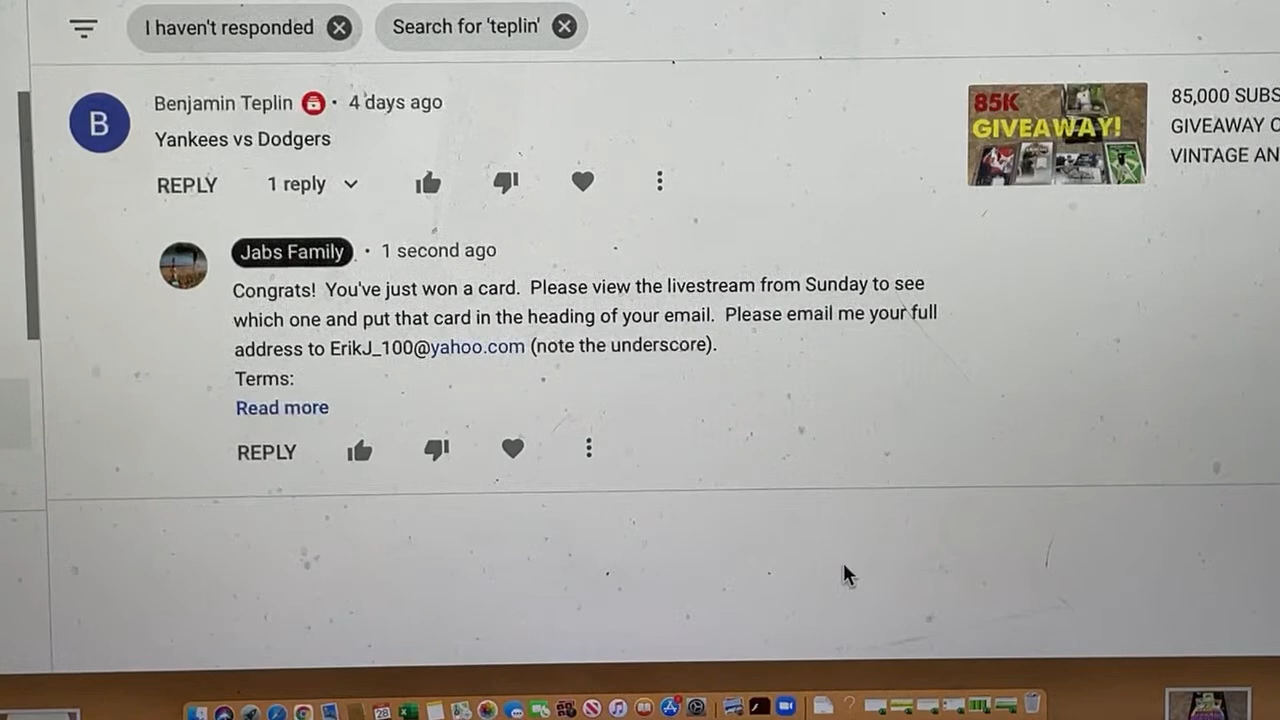 I haven't responded
Search for 'teplin'
B
Benjamin Teplin · 4 days ago
Yankees vs Dodgers
REPLY 1 reply
85K
GIVEAWAY!
85,000 SUBS
GIVEAWAY
VINTAGE AN
Jabs Family · 1 second ago
Congrats! You've just won a card. Please view the livestream from Sunday to see
which one and put that card in the heading of your email. Please email me your full
address to ErikJ_100@yahoo.com (note the underscore).
Terms:
Read more
REPLY
28